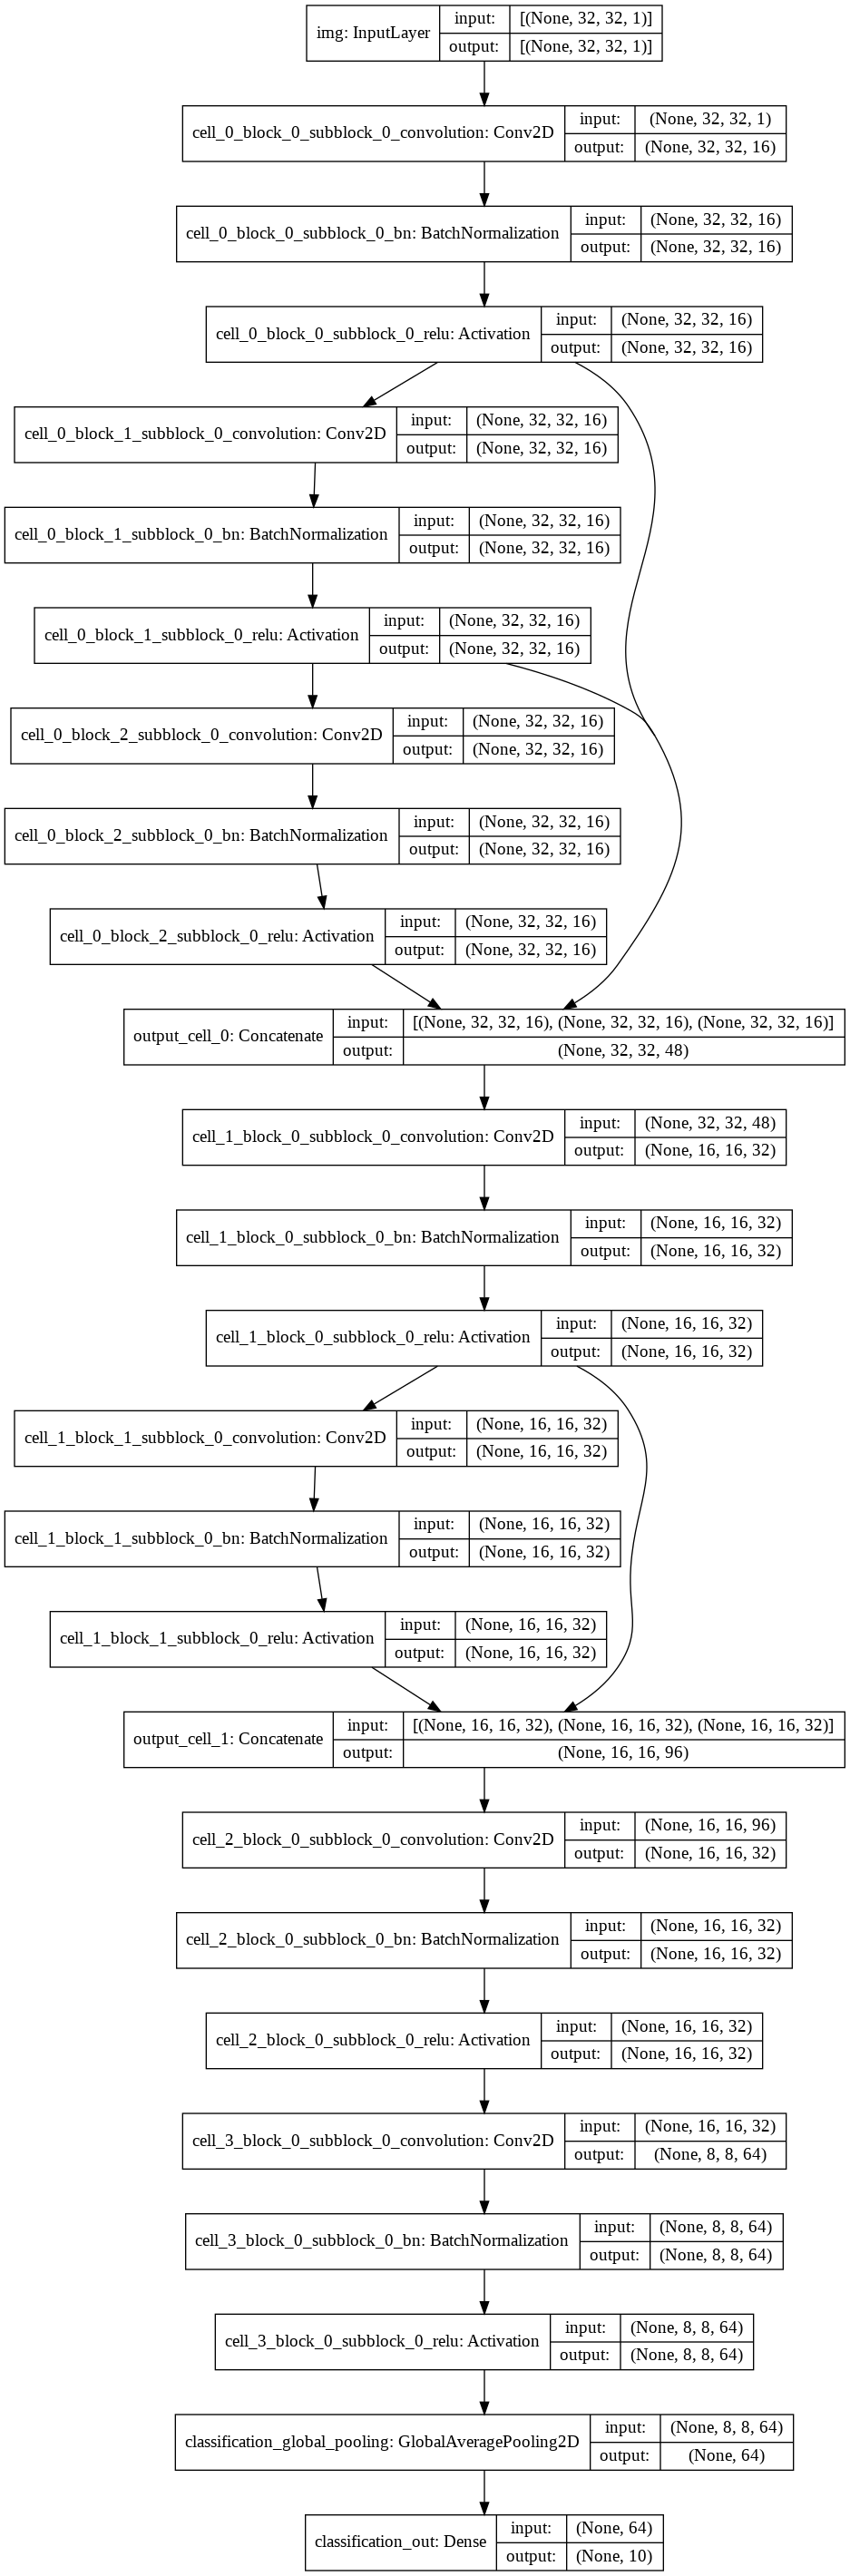 img: InputLayer
input: [(None, 32, 32, 1)]
output: [(None, 32, 32, 1)]
cell_0_block_0_subblock_0_convolution: Conv2D
input: (None, 32, 32, 1)
output: (None, 32, 32, 16)
cell_0_block_0_subblock_0_bn: BatchNormalization
input: (None, 32, 32, 16)
output: (None, 32, 32, 16)
cell_0_block_0_subblock_0_relu: Activation
input: (None, 32, 32, 16)
output: (None, 32, 32, 16)
cell_0_block_1_subblock_0_convolution: Conv2D
input: (None, 32, 32, 16)
output: (None, 32, 32, 16)
cell_0_block_1_subblock_0_bn: BatchNormalization
input: (None, 32, 32, 16)
output: (None, 32, 32, 16)
cell_0_block_1_subblock_0_relu: Activation
input: (None, 32, 32, 16)
output: (None, 32, 32, 16)
cell_0_block_2_subblock_0_convolution: Conv2D
input: (None, 32, 32, 16)
output: (None, 32, 32, 16)
cell_0_block_2_subblock_0_bn: BatchNormalization
input: (None, 32, 32, 16)
output: (None, 32, 32, 16)
cell_0_block_2_subblock_0_relu: Activation
input: (None, 32, 32, 16)
output: (None, 32, 32, 16)
output_cell_0: Concatenate
input: [(None, 32, 32, 16), (None, 32, 32, 16), (None, 32, 32, 16)]
output: (None, 32, 32, 48)
cell_1_block_0_subblock_0_convolution: Conv2D
input: (None, 32, 32, 48)
output: (None, 16, 16, 32)
cell_1_block_0_subblock_0_bn: BatchNormalization
input: (None, 16, 16, 32)
output: (None, 16, 16, 32)
cell_1_block_0_subblock_0_relu: Activation
input: (None, 16, 16, 32)
output: (None, 16, 16, 32)
cell_1_block_1_subblock_0_convolution: Conv2D
input: (None, 16, 16, 32)
output: (None, 16, 16, 32)
cell_1_block_1_subblock_0_bn: BatchNormalization
input: (None, 16, 16, 32)
output: (None, 16, 16, 32)
cell_1_block_1_subblock_0_relu: Activation
input: (None, 16, 16, 32)
output: (None, 16, 16, 32)
output_cell_1: Concatenate
input: [(None, 16, 16, 32), (None, 16, 16, 32), (None, 16, 16, 32)]
output: (None, 16, 16, 96)
cell_2_block_0_subblock_0_convolution: Conv2D
input: (None, 16, 16, 96)
output: (None, 16, 16, 32)
cell_2_block_0_subblock_0_bn: BatchNormalization
input: (None, 16, 16, 32)
output: (None, 16, 16, 32)
cell_2_block_0_subblock_0_relu: Activation
input: (None, 16, 16, 32)
output: (None, 16, 16, 32)
cell_3_block_0_subblock_0_convolution: Conv2D
input: (None, 16, 16, 32)
output: (None, 8, 8, 64)
cell_3_block_0_subblock_0_bn: BatchNormalization
input: (None, 8, 8, 64)
output: (None, 8, 8, 64)
cell_3_block_0_subblock_0_relu: Activation
input: (None, 8, 8, 64)
output: (None, 8, 8, 64)
classification_global_pooling: GlobalAveragePooling2D
input: (None, 8, 8, 64)
output: (None, 64)
classification_out: Dense
input: (None, 64)
output: (None, 10)